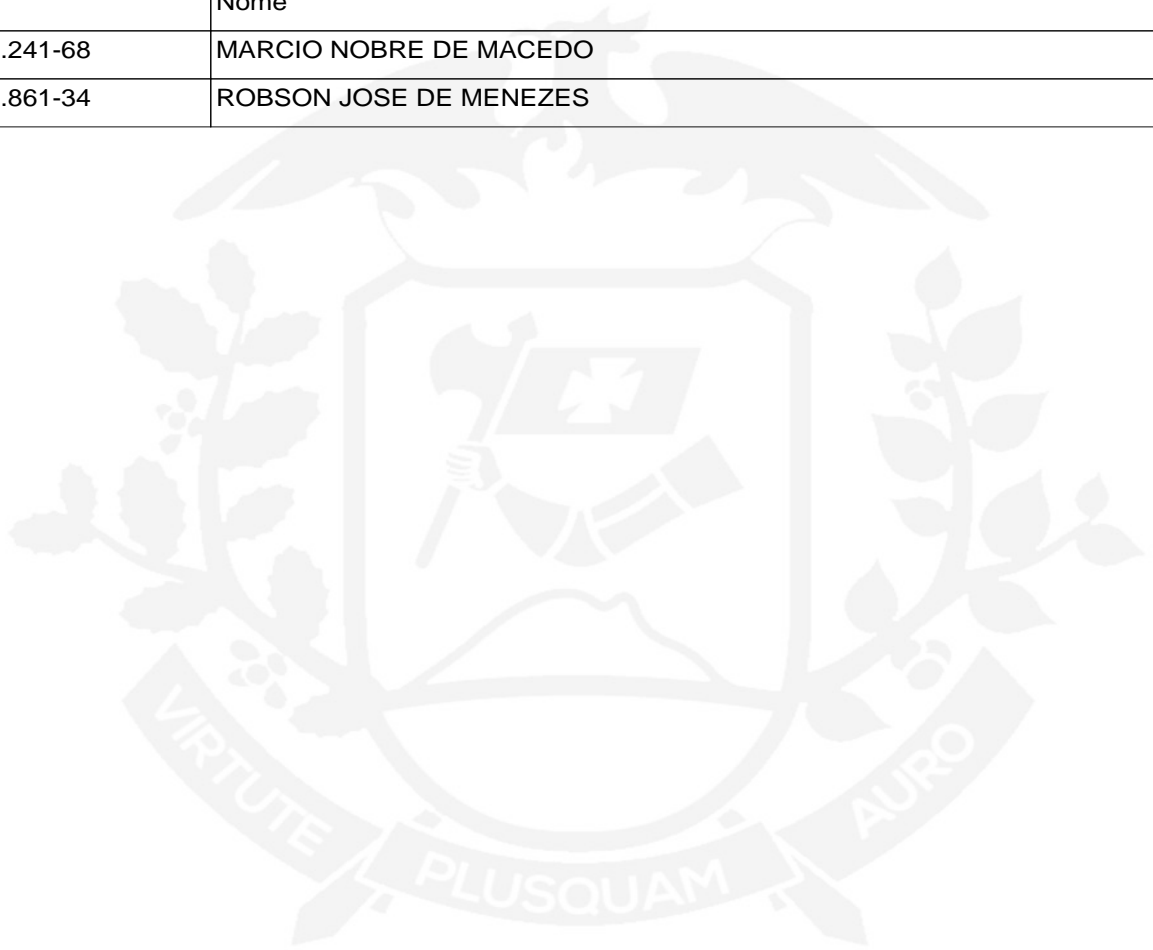 Nome
.241-68 MARCIO NOBRE DE MACEDO
.861-34 ROBSON JOSE DE MENEZES
VIRTUTE PLUSQUAM AURO